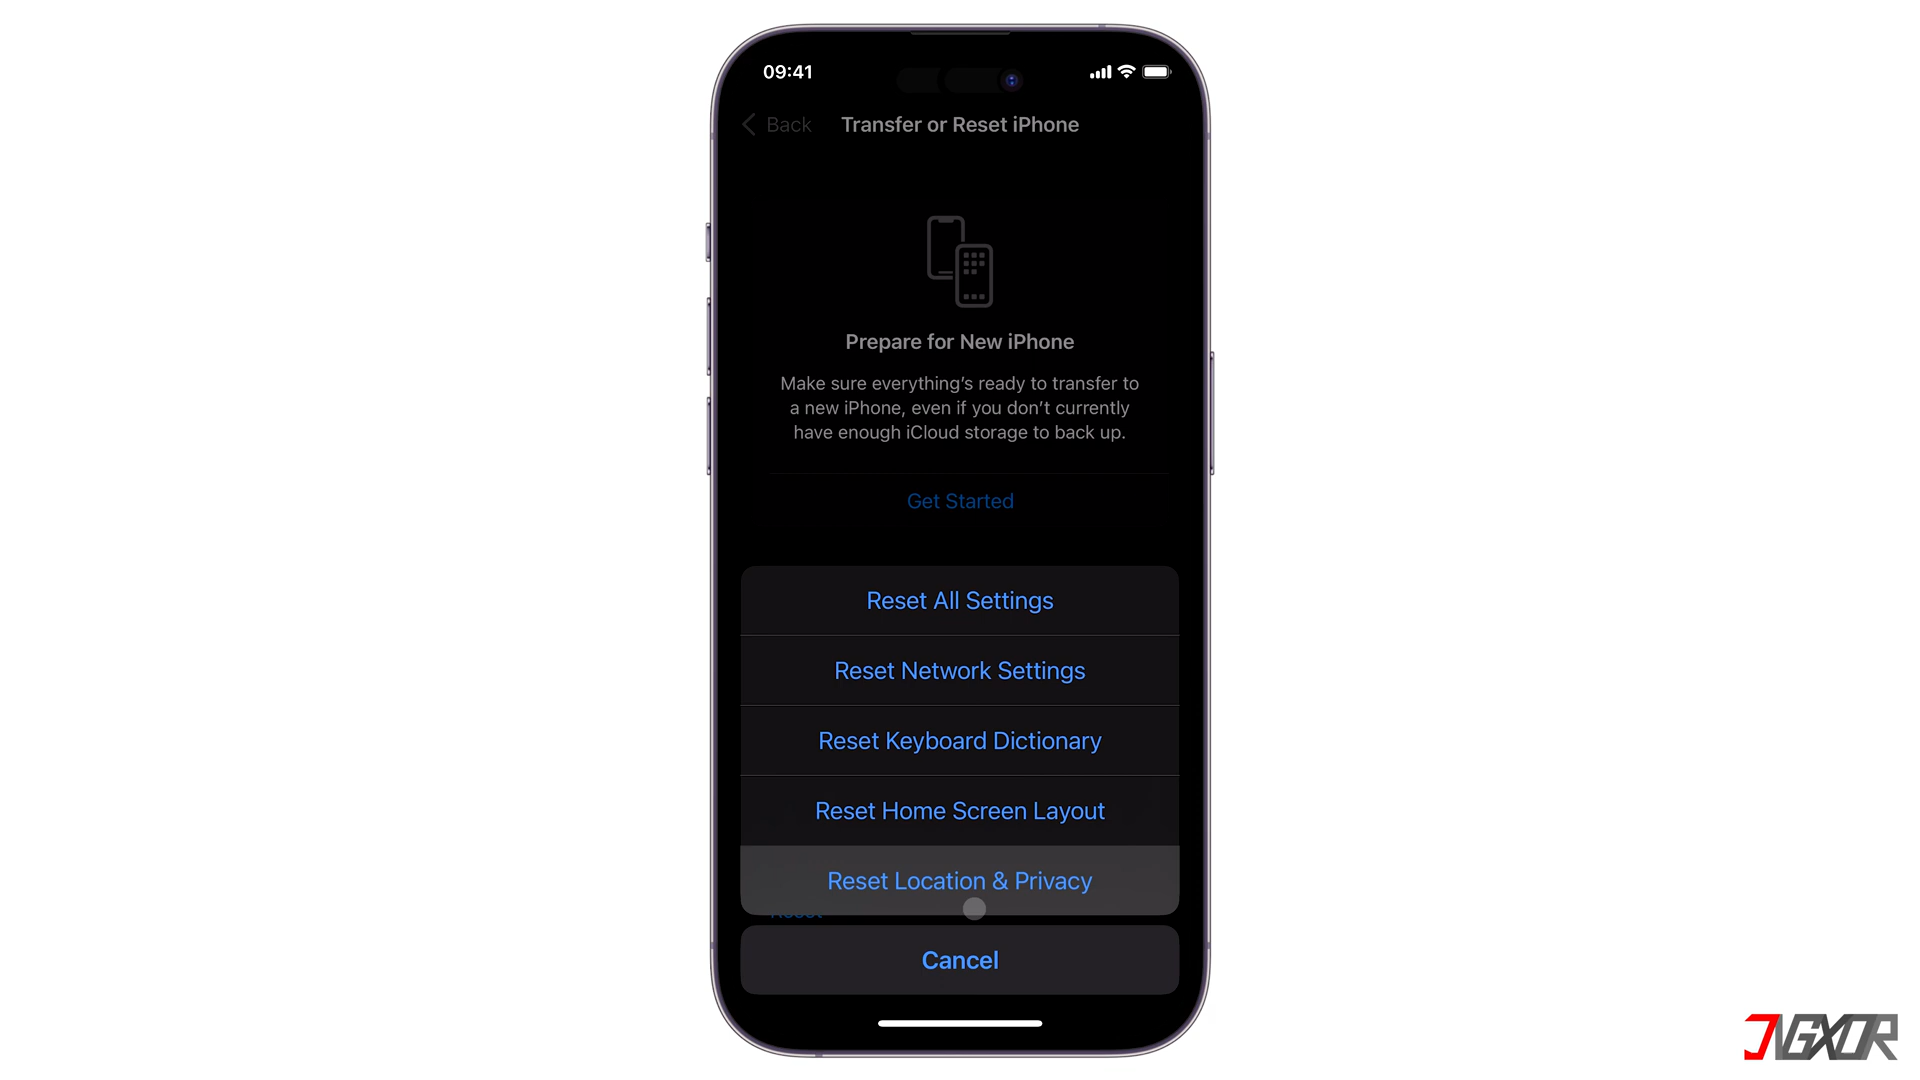 09:41
Back
Transfer or Reset iPhone
Prepare for New iPhone
Make sure everything's ready to transfer to
a new iPhone, even if you don't currently
have enough iCloud storage to back up.
Get Started
Reset All Settings
Reset Network Settings
Reset Keyboard Dictionary
Reset Home Screen Layout
Reset Location & Privacy
Reset
Cancel
JVGXOR